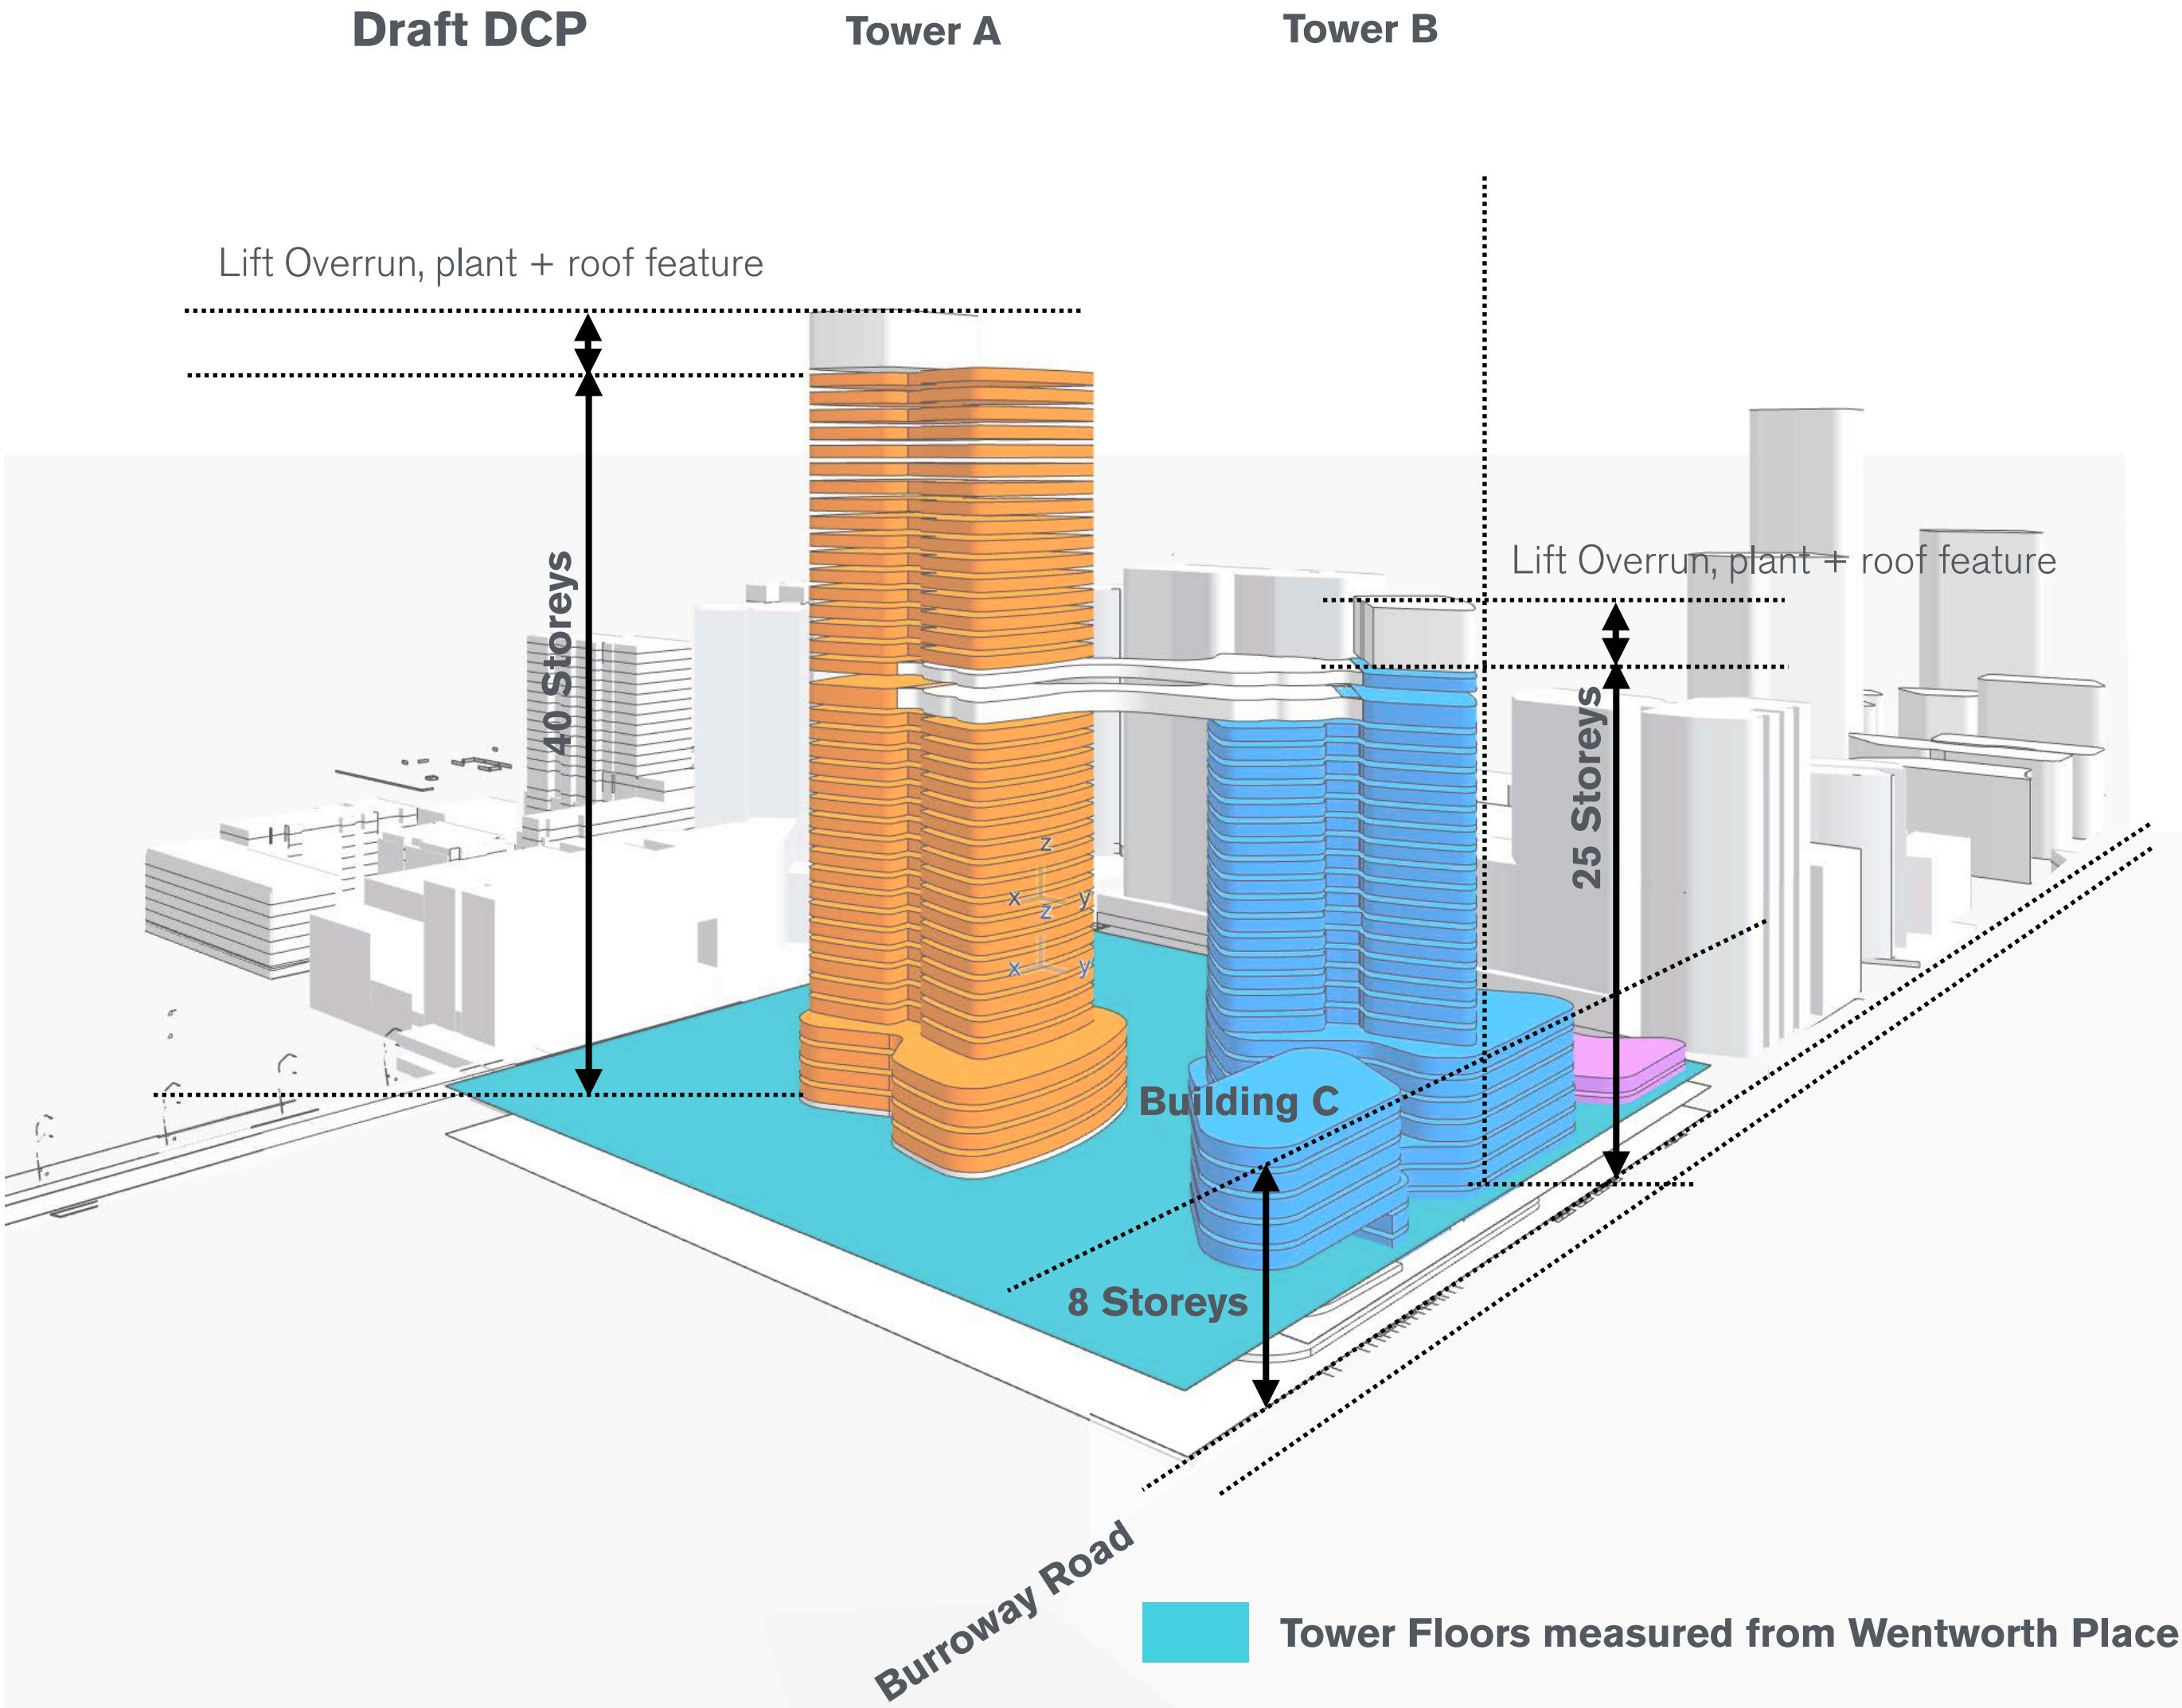 Draft DCP
Tower A
Tower B
Lift Overrun, plant + roof feature
Lift Overrun, plant + roof feature
40 Storeys
25 Storeys
z
x
y
z
x
y
Building C
8 Storeys
Burroway Road
Tower Floors measured from Wentworth Place